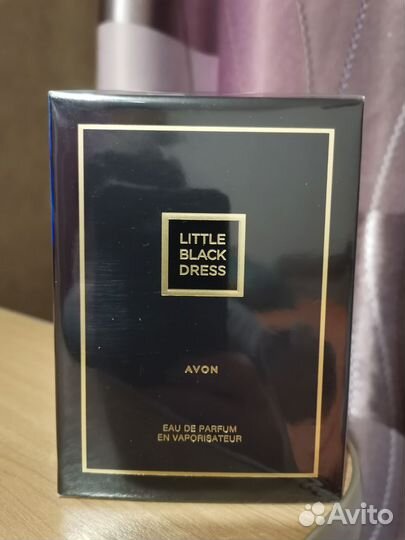 LITTLE
BLACK
DRESS
AVON
EAU DE PARFUM
EN VAPORISATEUR
Avito